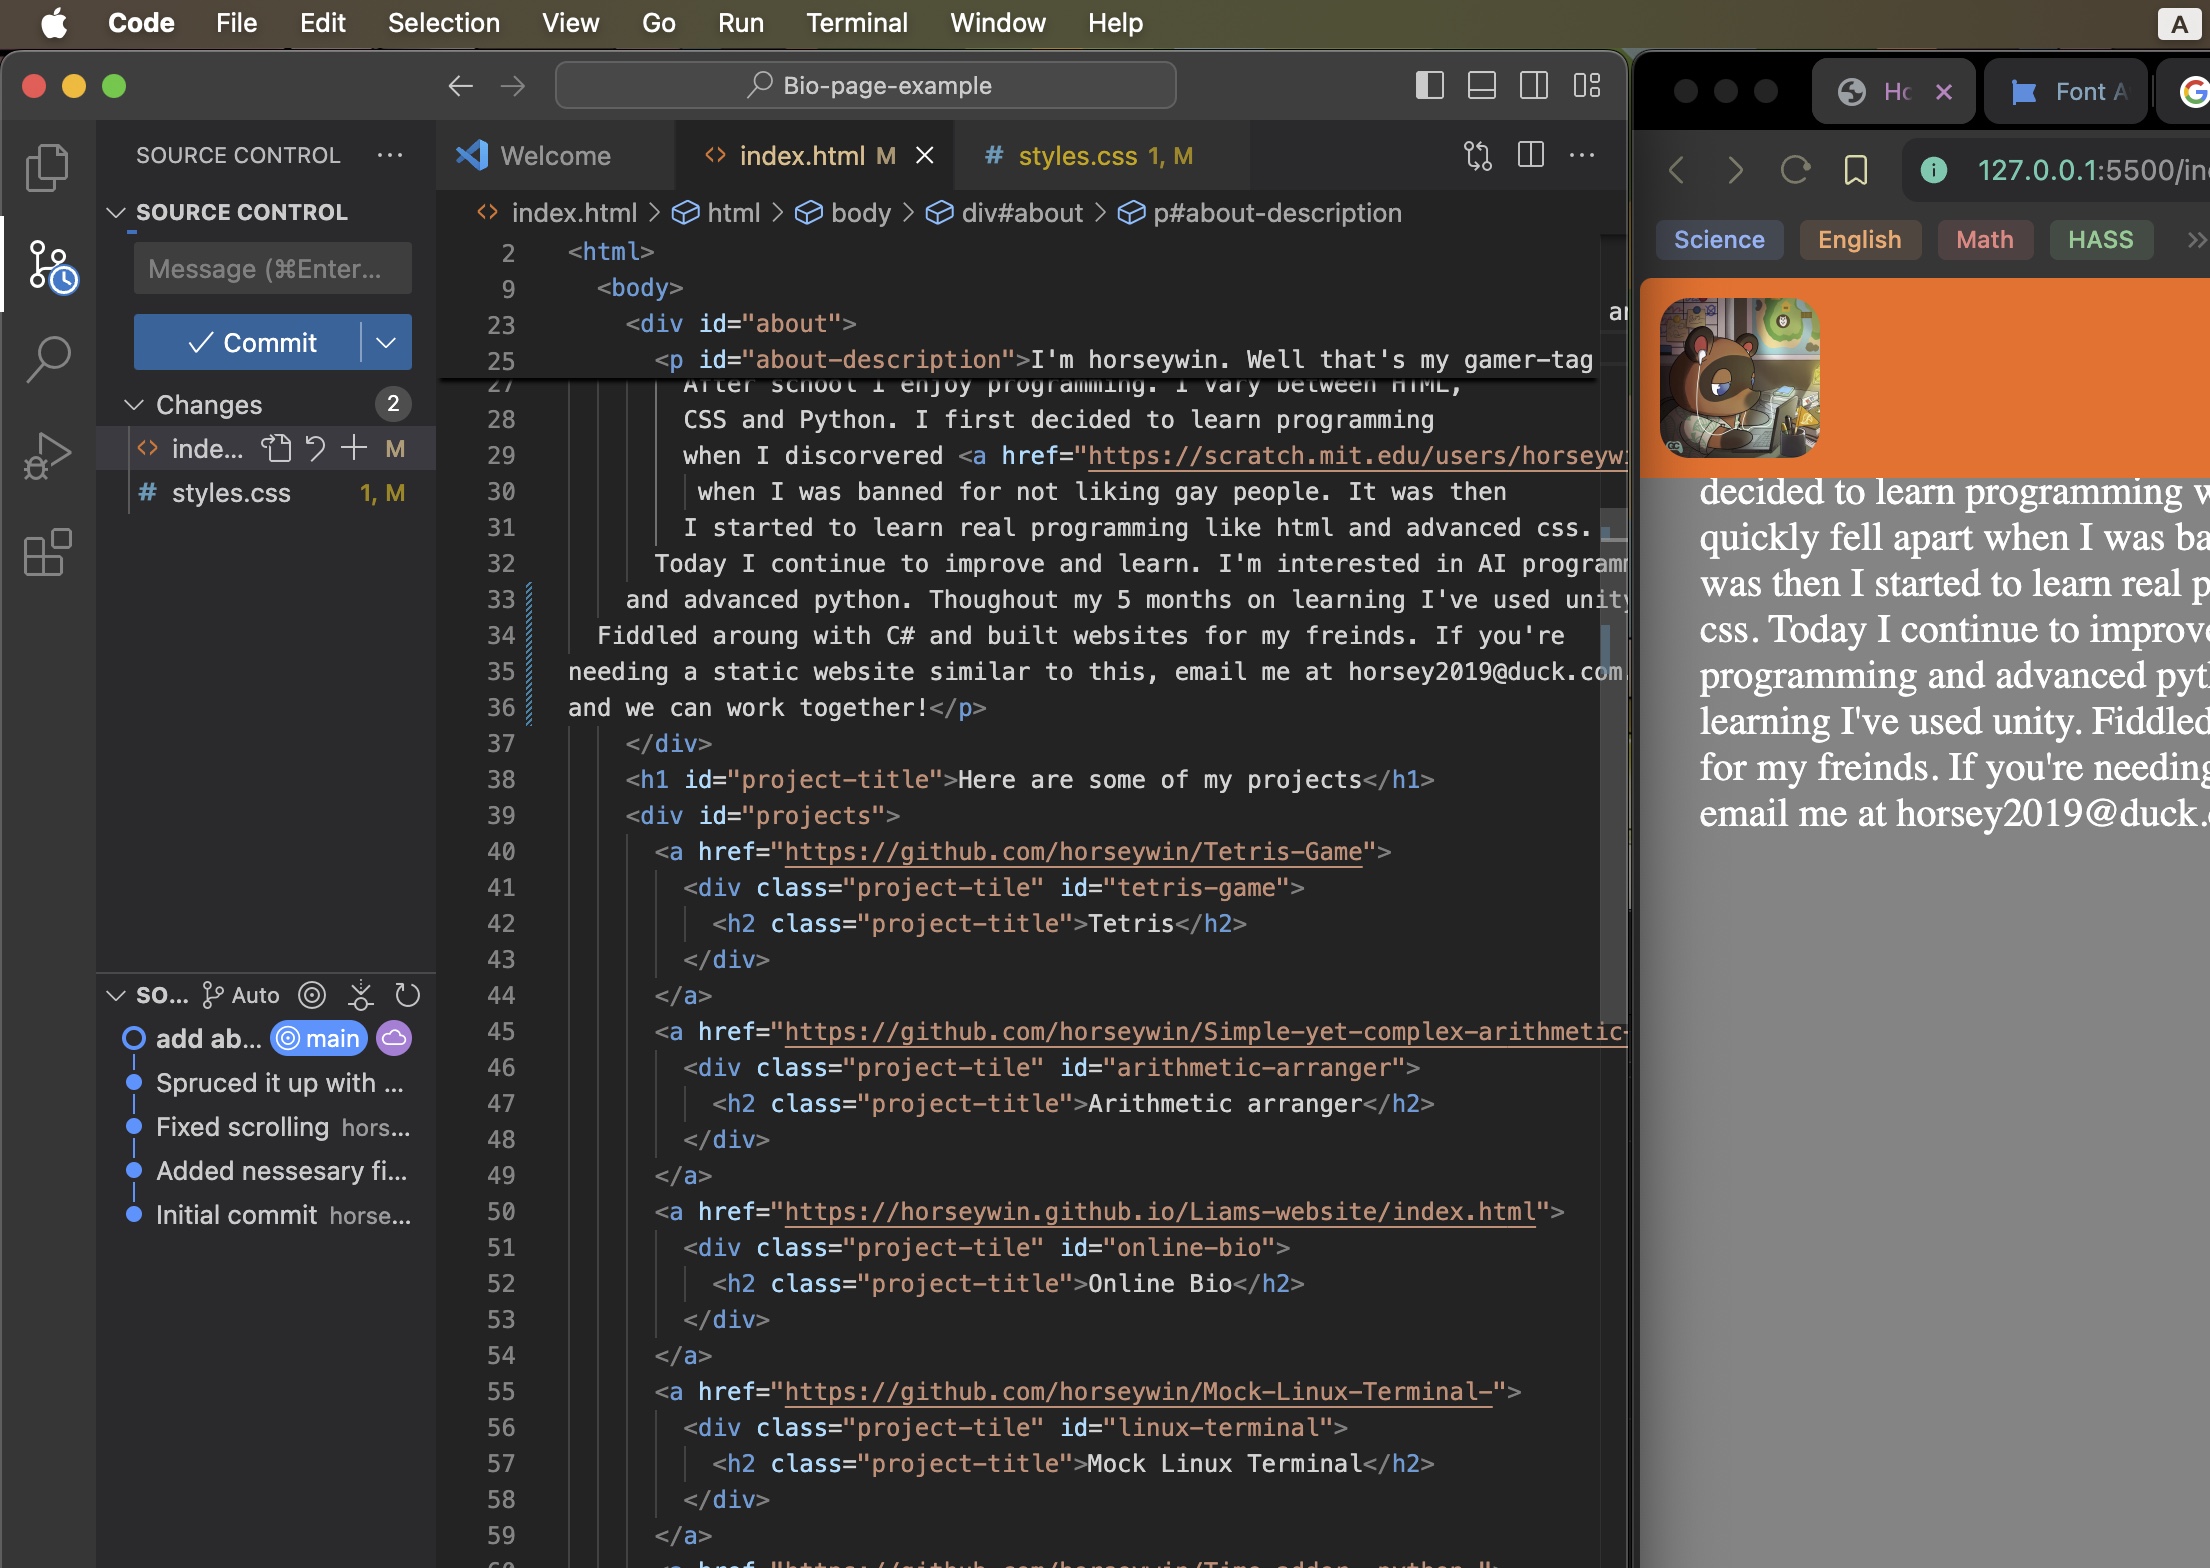 Code File Edit Selection View Go Run Terminal Window Help A
Bio-page-example
SOURCE CONTROL
SOURCE CONTROL
Message (⌘Enter...
Commit
Changes 2
inde... M
styles.css 1, M
SO... Auto
add ab... main
Spruced it up with ...
Fixed scrolling hors...
Added nessesary fi...
Initial commit horse...
Welcome index.html M styles.css 1, M
index.html > html > body > div#about > p#about-description
2 <html>
9 <body>
23 <div id="about">
25 <p id="about-description">I'm horseywin. Well that's my gamer-tag
27 After school I enjoy programming. I vary between HTML,
28 CSS and Python. I first decided to learn programming
29 when I discorvered <a href="https://scratch.mit.edu/users/horseyw
30 when I was banned for not liking gay people. It was then
31 I started to learn real programming like html and advanced css.
32 Today I continue to improve and learn. I'm interested in AI program
33 and advanced python. Thoughout my 5 months on learning I've used unity
34 Fiddled aroung with C# and built websites for my freinds. If you're
35 needing a static website similar to this, email me at horsey2019@duck.com.
36 and we can work together!</p>
37 </div>
38 <h1 id="project-title">Here are some of my projects</h1>
39 <div id="projects">
40 <a href="https://github.com/horseywin/Tetris-Game">
41 <div class="project-tile" id="tetris-game">
42 <h2 class="project-title">Tetris</h2>
43 </div>
44 </a>
45 <a href="https://github.com/horseywin/Simple-yet-complex-arithmetic-
46 <div class="project-tile" id="arithmetic-arranger">
47 <h2 class="project-title">Arithmetic arranger</h2>
48 </div>
49 </a>
50 <a href="https://horseywin.github.io/Liams-website/index.html">
51 <div class="project-tile" id="online-bio">
52 <h2 class="project-title">Online Bio</h2>
53 </div>
54 </a>
55 <a href="https://github.com/horseywin/Mock-Linux-Terminal-">
56 <div class="project-tile" id="linux-terminal">
57 <h2 class="project-title">Mock Linux Terminal</h2>
58 </div>
59 </a>
Ho Font A
127.0.0.1:5500/in
Science English Math HASS
decided to learn programming w
quickly fell apart when I was ba
was then I started to learn real p
css. Today I continue to improve
programming and advanced pyt
learning I've used unity. Fiddled
for my freinds. If you're needing
email me at horsey2019@duck.